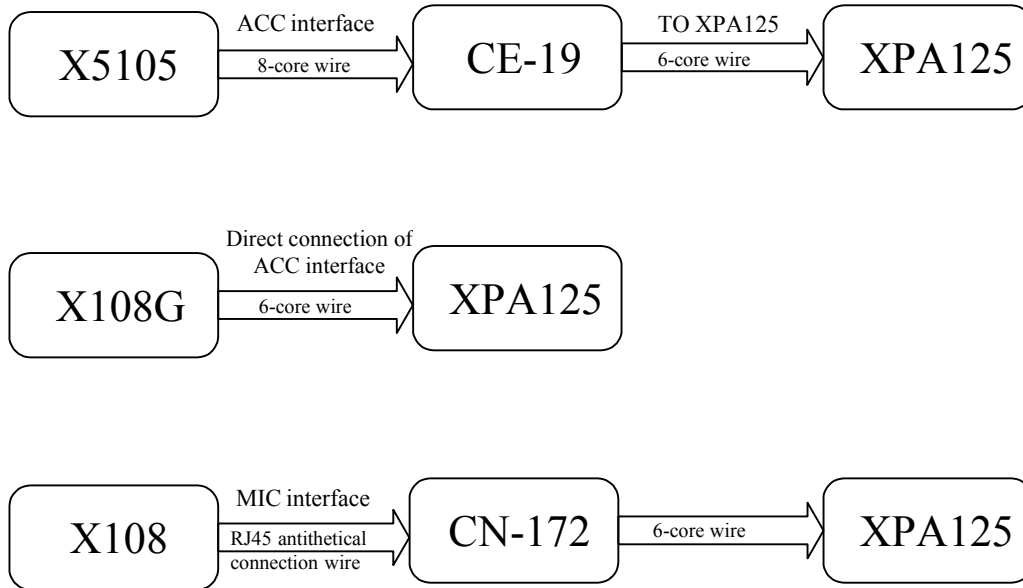 X5105
ACC interface
8-core wire
CE-19
TO XPA125
6-core wire
XPA125
X108G
Direct connection of
ACC interface
6-core wire
XPA125
X108
MIC interface
RJ45 antithetical
connection wire
CN-172
6-core wire
XPA125